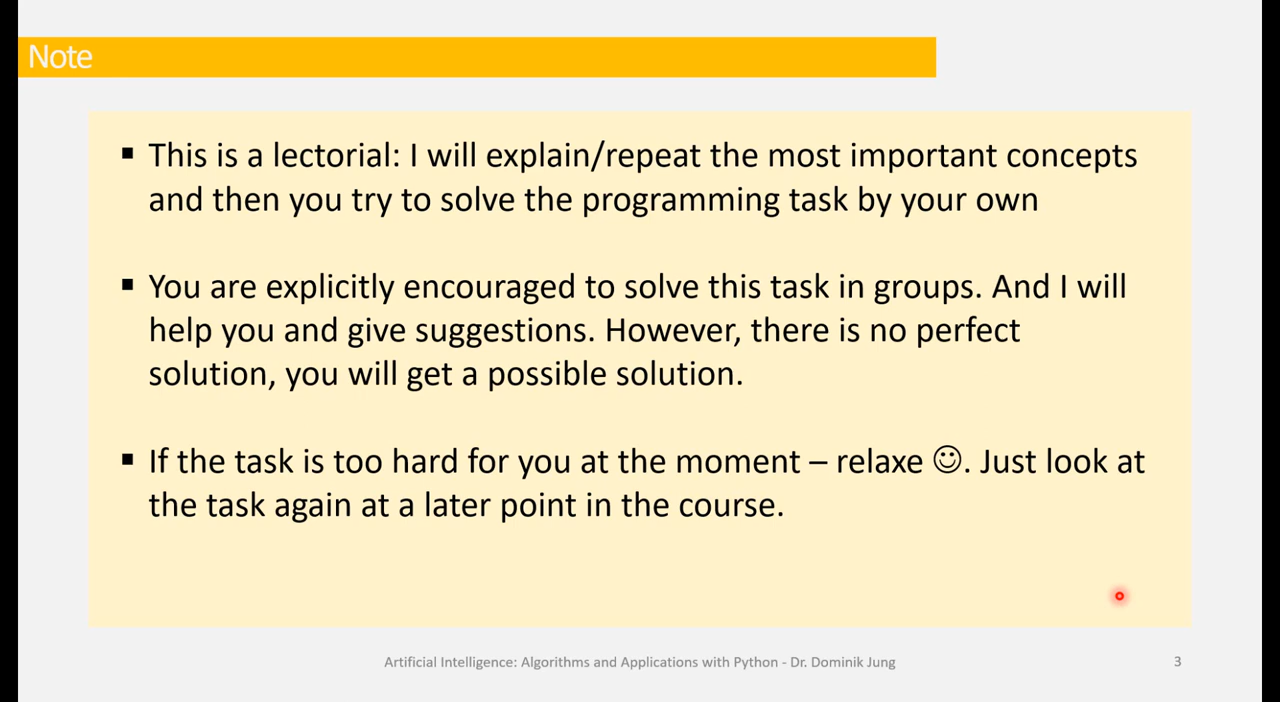 Note
▪ This is a lectorial: I will explain/repeat the most important concepts
and then you try to solve the programming task by your own
▪ You are explicitly encouraged to solve this task in groups. And I will
help you and give suggestions. However, there is no perfect
solution, you will get a possible solution.
▪ If the task is too hard for you at the moment – relaxe ☺. Just look at
the task again at a later point in the course.
Artificial Intelligence: Algorithms and Applications with Python - Dr. Dominik Jung
3